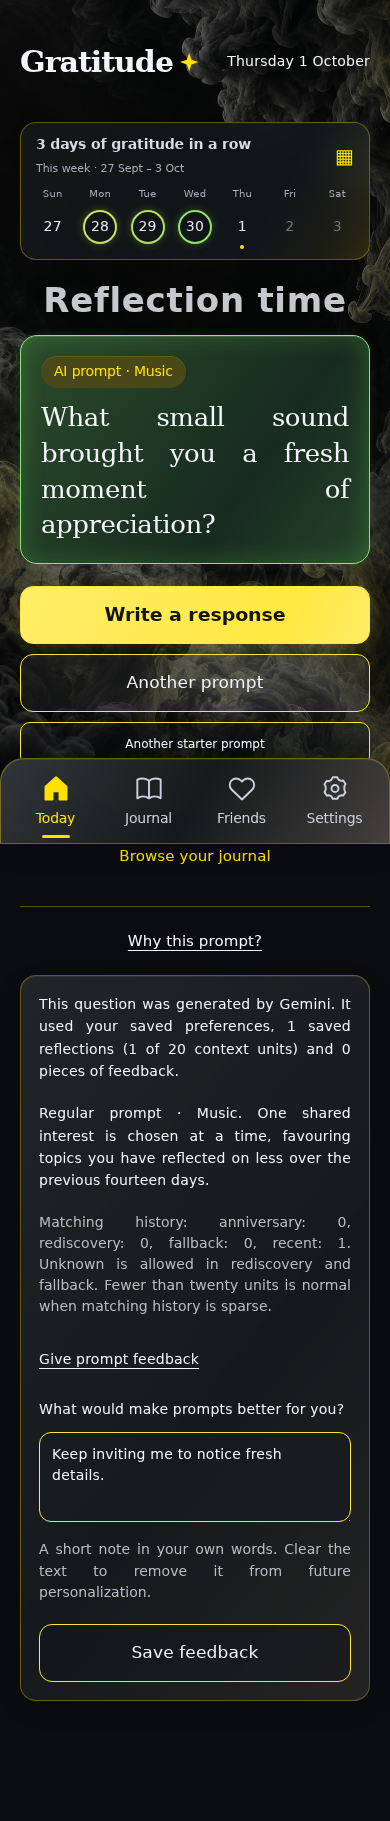 Gratitude
Thursday 1 October
3 days of gratitude in a row
This week · 27 Sept – 3 Oct
Sun Mon Tue Wed Thu Fri Sat
27 28 29 30 1 2 3
Reflection time
AI prompt · Music
What small sound
brought you a fresh
moment of
appreciation?
Write a response
Another prompt
Another starter prompt
Today Journal Friends Settings
Browse your journal
Why this prompt?
This question was generated by Gemini. It
used your saved preferences, 1 saved
reflections (1 of 20 context units) and 0
pieces of feedback.
Regular prompt · Music. One shared
interest is chosen at a time, favouring
topics you have reflected on less over the
previous fourteen days.
Matching history: anniversary: 0,
rediscovery: 0, fallback: 0, recent: 1.
Unknown is allowed in rediscovery and
fallback. Fewer than twenty units is normal
when matching history is sparse.
Give prompt feedback
What would make prompts better for you?
Keep inviting me to notice fresh
details.
A short note in your own words. Clear the
text to remove it from future
personalization.
Save feedback